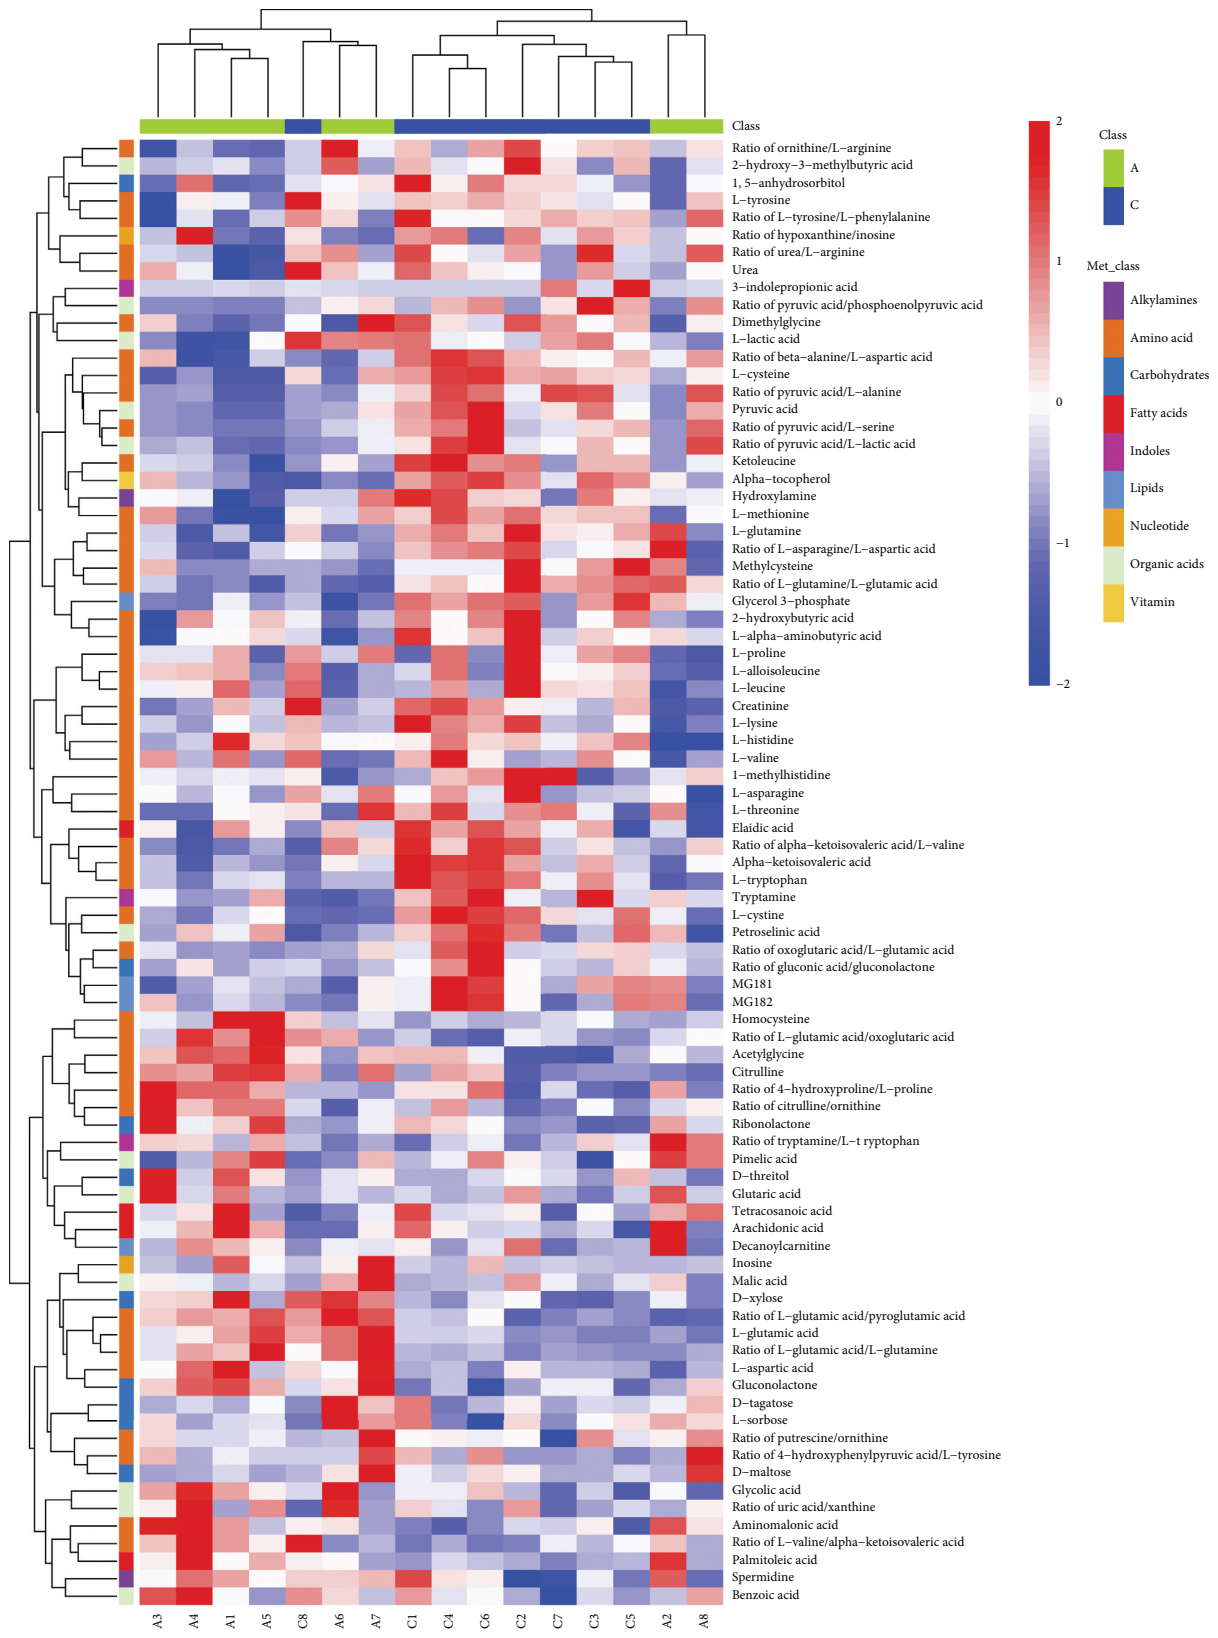 Class
Ratio of ornithine/L−arginine
2−hydroxy−3−methylbutyric acid
1, 5−anhydrosorbitol
L−tyrosine
Ratio of L−tyrosine/L−phenylalanine
Ratio of hypoxanthine/inosine
Ratio of urea/L−arginine
Urea
3−indolepropionic acid
Ratio of pyruvic acid/phosphoenolpyruvic acid
Dimethylglycine
L−lactic acid
Ratio of beta−alanine/L−aspartic acid
L−cysteine
Ratio of pyruvic acid/L−alanine
Pyruvic acid
Ratio of pyruvic acid/L−serine
Ratio of pyruvic acid/L−lactic acid
Ketoleucine
Alpha−tocopherol
Hydroxylamine
L−methionine
L−glutamine
Ratio of L−asparagine/L−aspartic acid
Methylcysteine
Ratio of L−glutamine/L−glutamic acid
Glycerol 3−phosphate
2−hydroxybutyric acid
L−alpha−aminobutyric acid
L−proline
L−alloisoleucine
L−leucine
Creatinine
L−lysine
L−histidine
L−valine
1−methylhistidine
L−asparagine
L−threonine
Elaidic acid
Ratio of alpha−ketoisovaleric acid/L−valine
Alpha−ketoisovaleric acid
L−tryptophan
Tryptamine
L−cystine
Petroselinic acid
Ratio of oxoglutaric acid/L−glutamic acid
Ratio of gluconic acid/gluconolactone
MG181
MG182
Homocysteine
Ratio of L−glutamic acid/oxoglutaric acid
Acetylglycine
Citrulline
Ratio of 4−hydroxyproline/L−proline
Ratio of citrulline/ornithine
Ribonolactone
Ratio of tryptamine/L−t ryptophan
Pimelic acid
D−threitol
Glutaric acid
Tetracosanoic acid
Arachidonic acid
Decanoylcarnitine
Inosine
Malic acid
D−xylose
Ratio of L−glutamic acid/pyroglutamic acid
L−glutamic acid
Ratio of L−glutamic acid/L−glutamine
L−aspartic acid
Gluconolactone
D−tagatose
L−sorbose
Ratio of putrescine/ornithine
Ratio of 4−hydroxyphenylpyruvic acid/L−tyrosine
D−maltose
Glycolic acid
Ratio of uric acid/xanthine
Aminomalonic acid
Ratio of L−valine/alpha−ketoisovaleric acid
Palmitoleic acid
Spermidine
Benzoic acid
A3 A4 A1 A5 C8 A6 A7 C1 C4 C6 C2 C7 C3 C5 A2 A8
2
1
0
−1
−2
Class
A
C
Met_class
Alkylamines
Amino acid
Carbohydrates
Fatty acids
Indoles
Lipids
Nucleotide
Organic acids
Vitamin